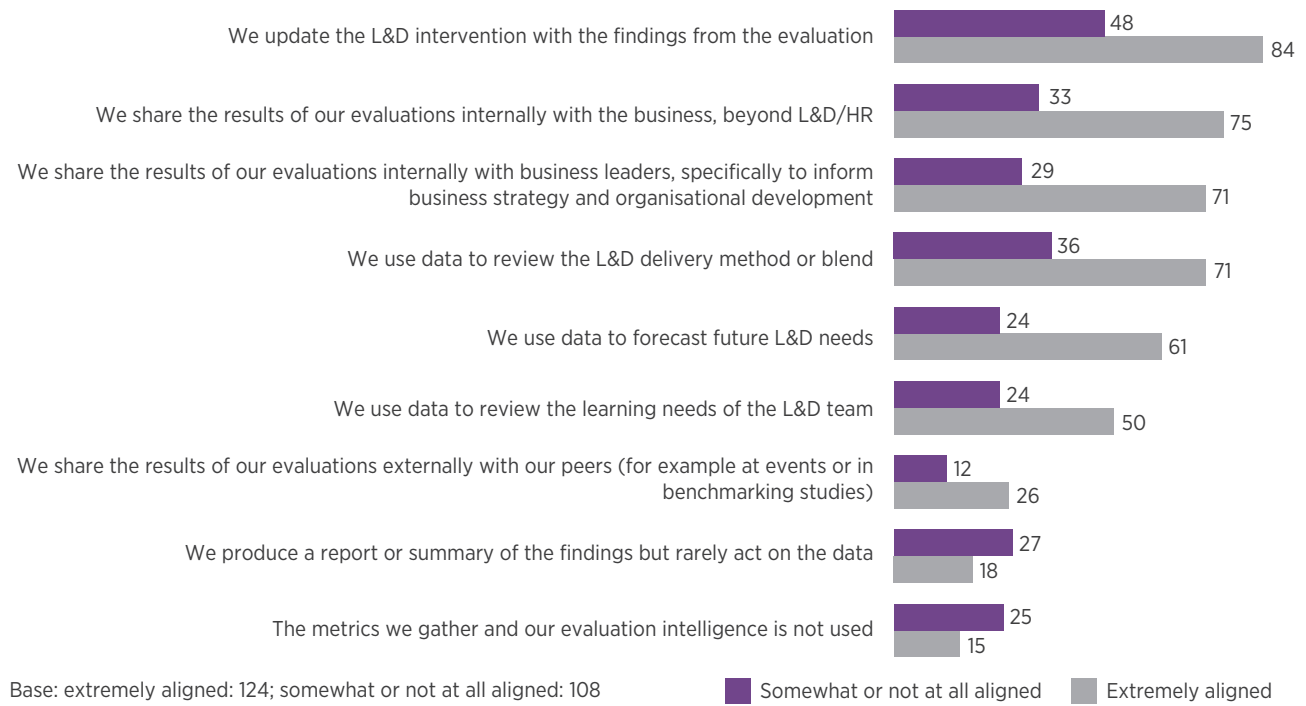 We update the L&D intervention with the findings from the evaluation
48
84
We share the results of our evaluations internally with the business, beyond L&D/HR
33
75
We share the results of our evaluations internally with business leaders, specifically to inform
business strategy and organisational development
29
71
We use data to review the L&D delivery method or blend
36
71
We use data to forecast future L&D needs
24
61
We use data to review the learning needs of the L&D team
24
50
We share the results of our evaluations externally with our peers (for example at events or in
benchmarking studies)
12
26
We produce a report or summary of the findings but rarely act on the data
27
18
The metrics we gather and our evaluation intelligence is not used
25
15
Base: extremely aligned: 124; somewhat or not at all aligned: 108
Somewhat or not at all aligned
Extremely aligned